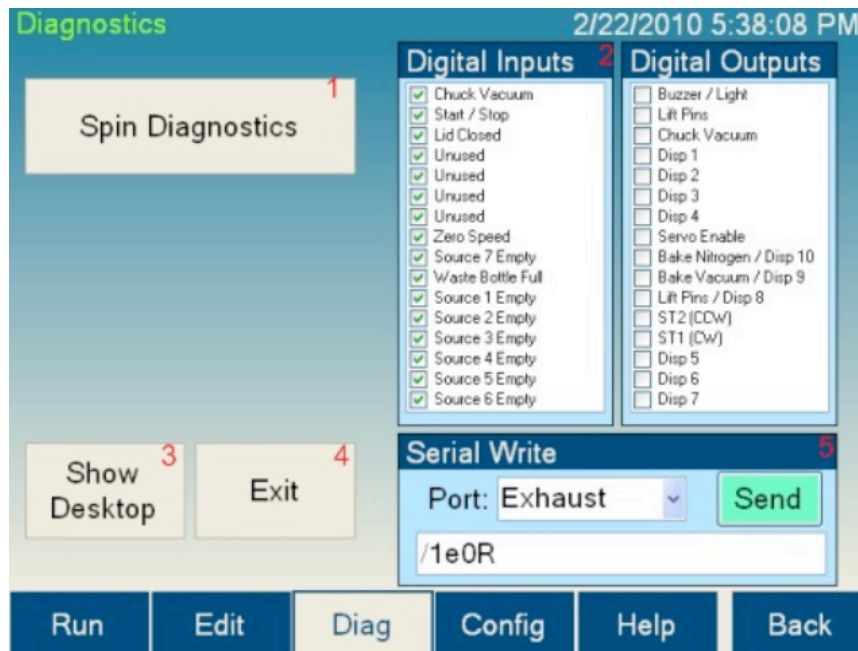 Diagnostics
2/22/2010 5:38:08 PM
1
Spin Diagnostics
Digital Inputs 2
Chuck Vacuum
Start / Stop
Lid Closed
Unused
Unused
Unused
Unused
Zero Speed
Source 7 Empty
Waste Bottle Full
Source 1 Empty
Source 2 Empty
Source 3 Empty
Source 4 Empty
Source 5 Empty
Source 6 Empty
Digital Outputs
Buzzer / Light
Lift Pins
Chuck Vacuum
Disp 1
Disp 2
Disp 3
Disp 4
Servo Enable
Bake Nitrogen / Disp 10
Bake Vacuum / Disp 9
Lift Pins / Disp 8
ST2 (CCW)
ST1 (CW)
Disp 5
Disp 6
Disp 7
3
Show
Desktop
4
Exit
Serial Write 5
Port: Exhaust Send
/1e0R
Run Edit Diag Config Help Back